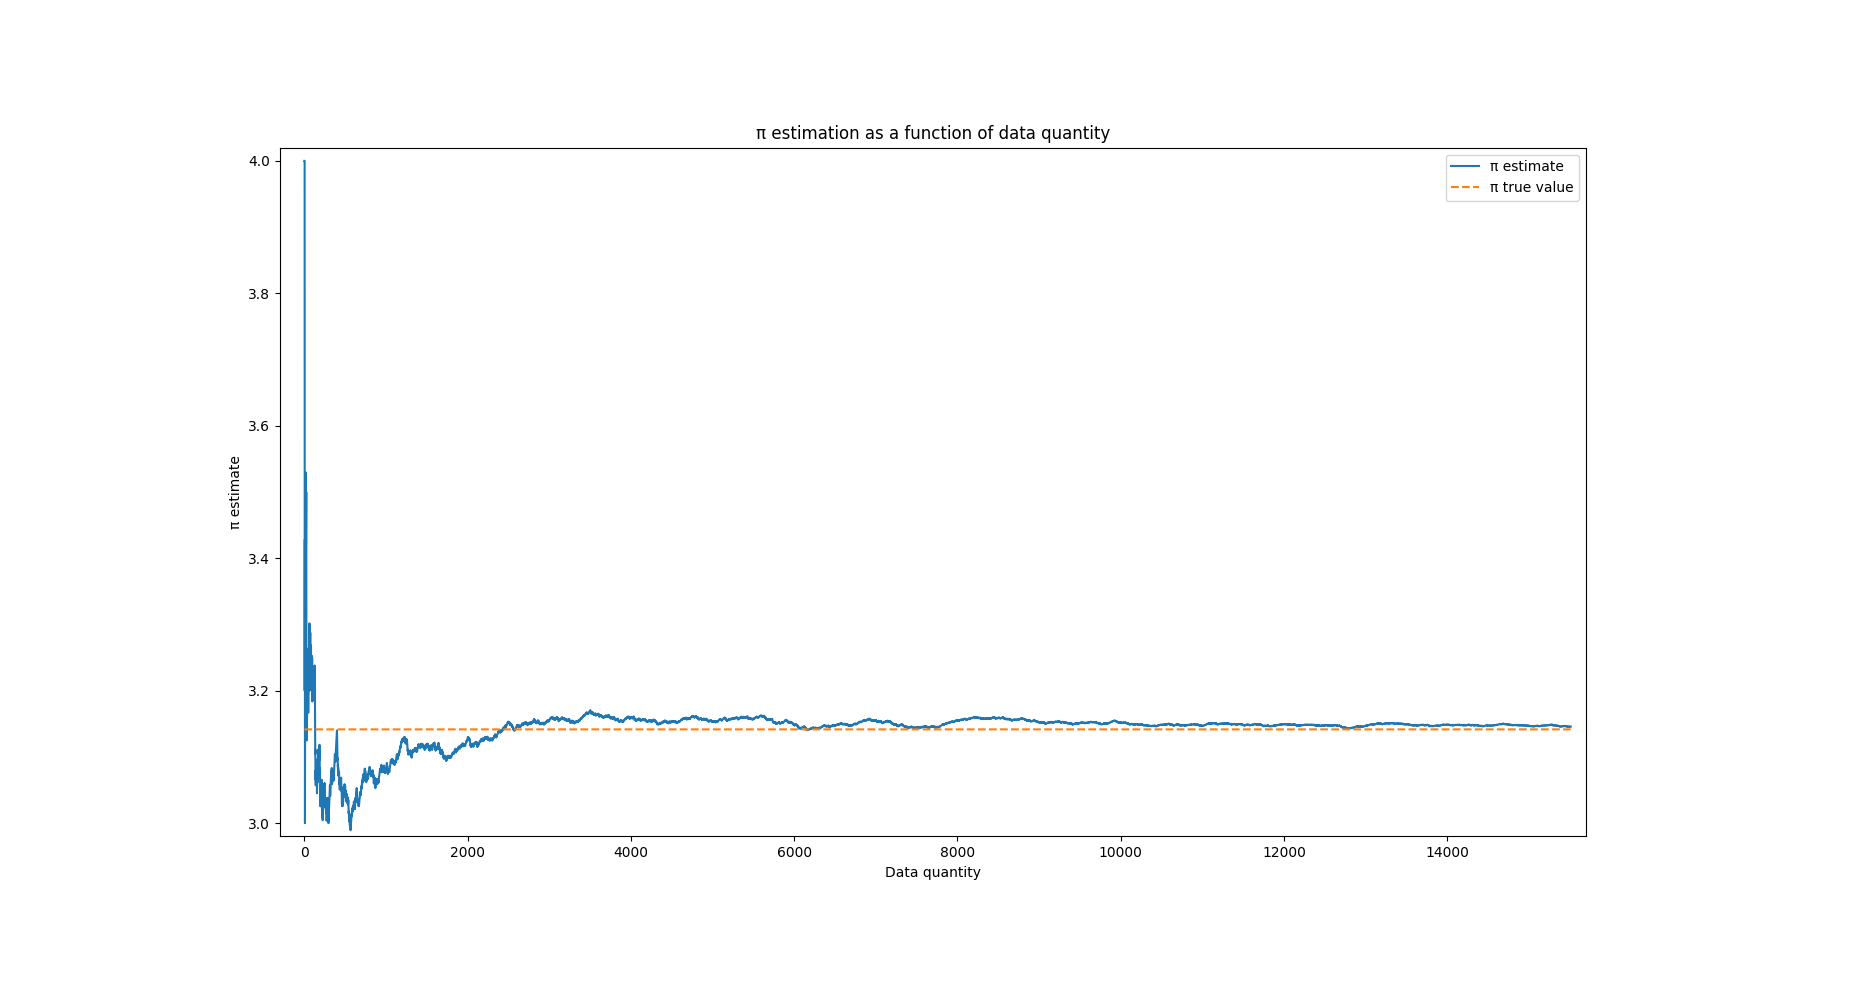 π estimation as a function of data quantity
π estimate
π true value
4.0
3.8
3.6
3.4
3.2
3.0
π estimate
0
2000
4000
6000
8000
10000
12000
14000
Data quantity